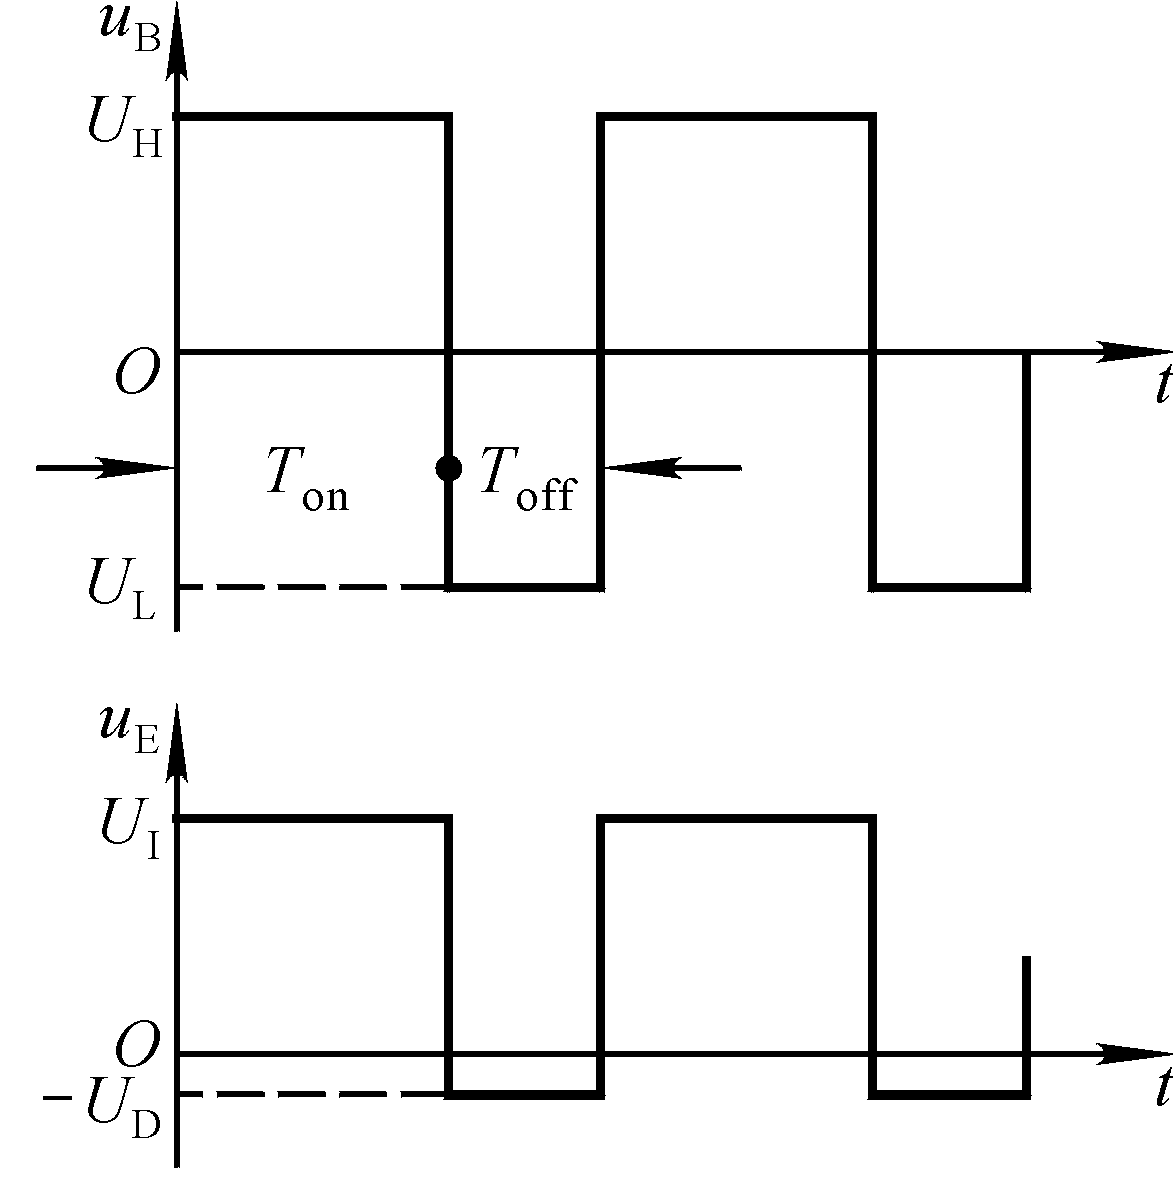 u_B
U_H
O
t
T_on T_off
U_L
u_E
U_I
O
t
-U_D